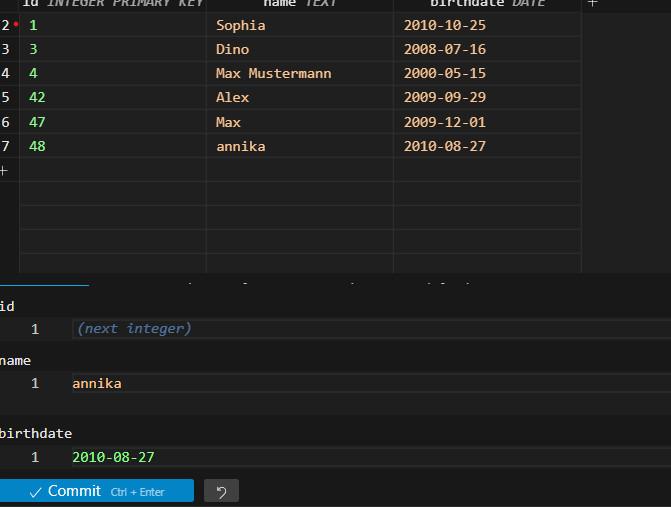 id INTEGER PRIMARY KEY name TEXT birthdate DATE +
2 1 Sophia 2010-10-25
3 3 Dino 2008-07-16
4 4 Max Mustermann 2000-05-15
5 42 Alex 2009-09-29
6 47 Max 2009-12-01
7 48 annika 2010-08-27
+
id
1 (next integer)
name
1 annika
birthdate
1 2010-08-27
Commit Ctrl + Enter